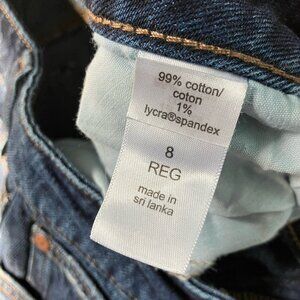 99% cotton/
coton
1%
lycra®spandex
8
REG
made in
sri lanka